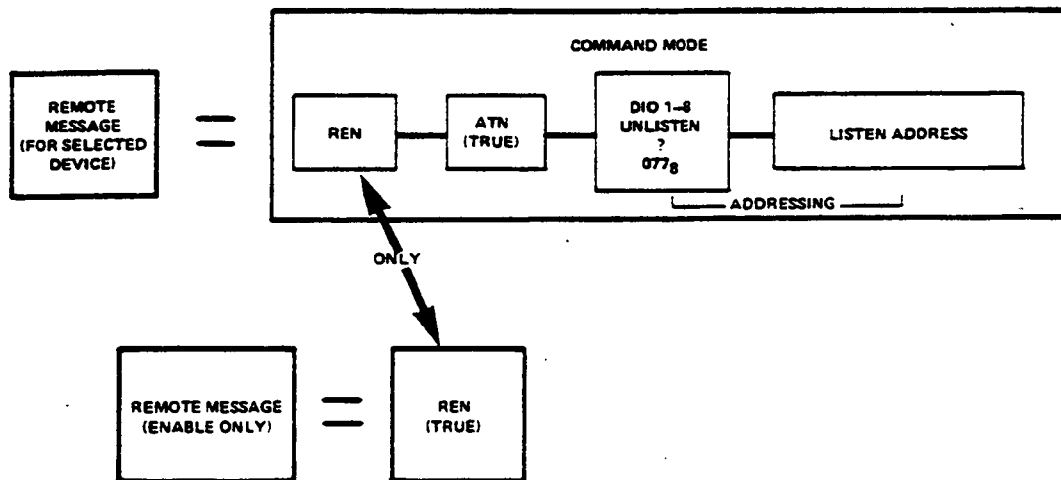 COMMAND MODE
REMOTE
MESSAGE
(FOR SELECTED
DEVICE)
=
REN
ATN
(TRUE)
DIO 1–8
UNLISTEN
?
077₈
LISTEN ADDRESS
ADDRESSING
ONLY
REMOTE MESSAGE
(ENABLE ONLY)
=
REN
(TRUE)